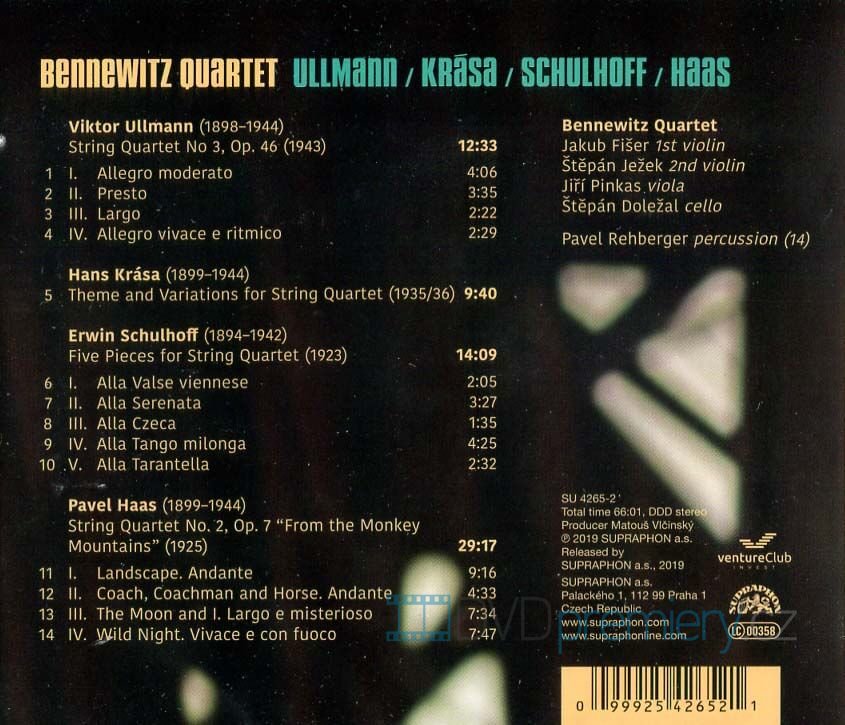 Bennewitz Quartet Ullmann / Krása / Schulhoff / Haas
Viktor Ullmann (1898–1944)
String Quartet No 3, Op. 46 (1943) 12:33
1 I. Allegro moderato 4:06
2 II. Presto 3:35
3 III. Largo 2:22
4 IV. Allegro vivace e ritmico 2:29
Hans Krása (1899–1944)
5 Theme and Variations for String Quartet (1935/36) 9:40
Erwin Schulhoff (1894–1942)
Five Pieces for String Quartet (1923) 14:09
6 I. Alla Valse viennese 2:05
7 II. Alla Serenata 3:27
8 III. Alla Czeca 1:35
9 IV. Alla Tango milonga 4:25
10 V. Alla Tarantella 2:32
Pavel Haas (1899–1944)
String Quartet No. 2, Op. 7 “From the Monkey
Mountains” (1925) 29:17
11 I. Landscape. Andante 9:16
12 II. Coach, Coachman and Horse. Andante 4:33
13 III. The Moon and I. Largo e misterioso 7:34
14 IV. Wild Night. Vivace e con fuoco 7:47
Bennewitz Quartet
Jakub Fišer 1st violin
Štěpán Ježek 2nd violin
Jiří Pinkas viola
Štěpán Doležal cello
Pavel Rehberger percussion (14)
SU 4265-2
Total time 66:01, DDD stereo
Producer Matouš Vlčinský
℗ 2019 SUPRAPHON a.s.
Released by
SUPRAPHON a.s., 2019
SUPRAPHON a.s.
Palackého 1, 112 99 Praha 1
Czech Republic
www.supraphon.com
www.supraphonline.com
ventureClub
INVEST
SUPRAPHON
LC 00358
DVDpremiery.cz
0 99925 42652 1